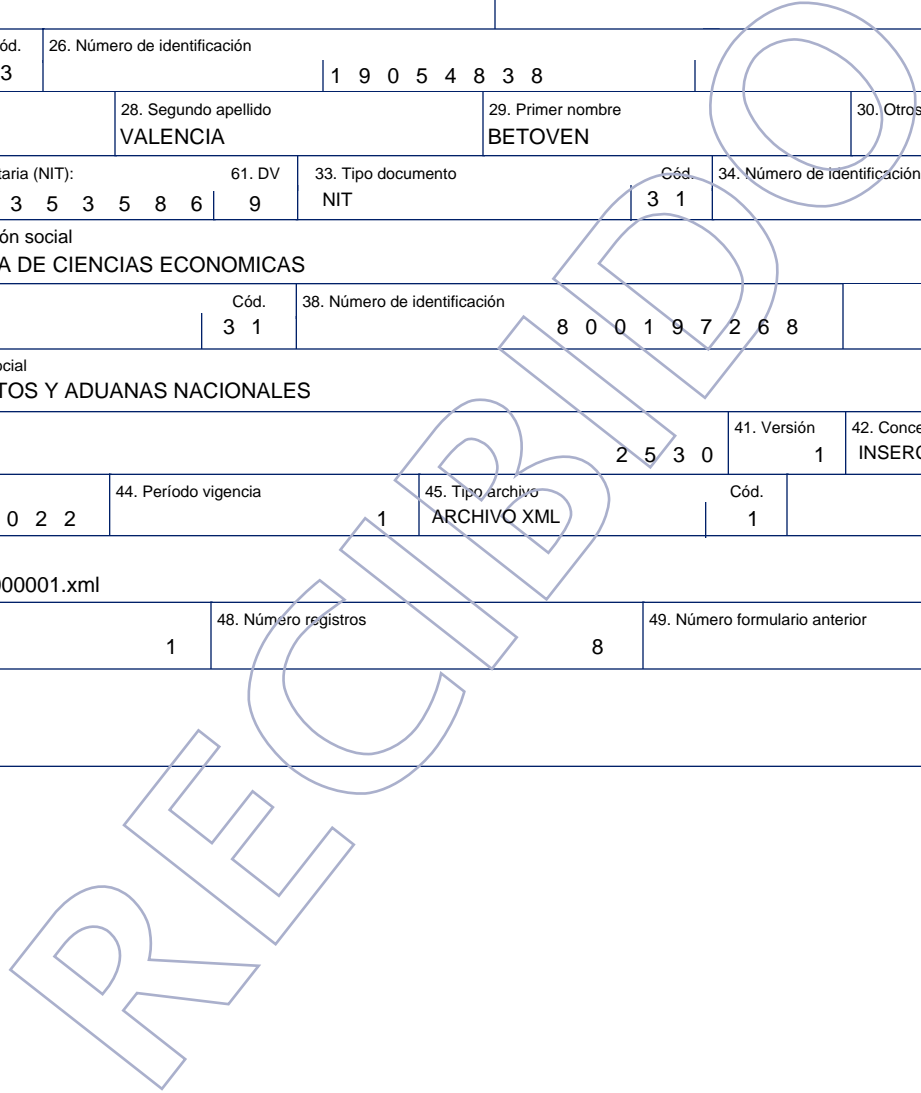 ód. 26. Número de identificación
3 1 9 0 5 4 8 3 8
28. Segundo apellido 29. Primer nombre 30. Otros
VALENCIA BETOVEN
taria (NIT): 61. DV 33. Tipo documento Cód. 34. Número de identificación
3 5 3 5 8 6 9 NIT 3 1
ón social
A DE CIENCIAS ECONOMICAS
Cód. 38. Número de identificación
3 1 8 0 0 1 9 7 2 6 8
ocial
TOS Y ADUANAS NACIONALES
41. Versión 42. Conce
2 5 3 0 1 INSERC
44. Período vigencia 45. Tipo archivo Cód.
0 2 2 1 ARCHIVO XML 1
000001.xml
48. Número registros 49. Número formulario anterior
1 8
RECIBIDO